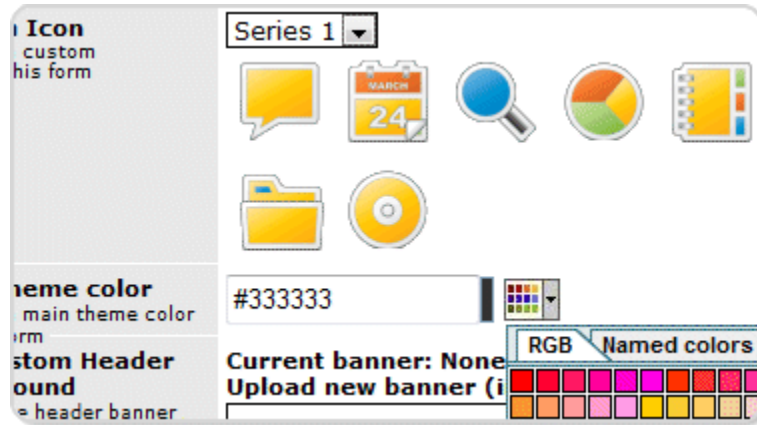 Icon
custom
his form
Series 1
MARCH
24
heme color
main theme color
orm
#333333
RGB
Named colors
stom Header
ound
e header banner
Current banner: None
Upload new banner (i